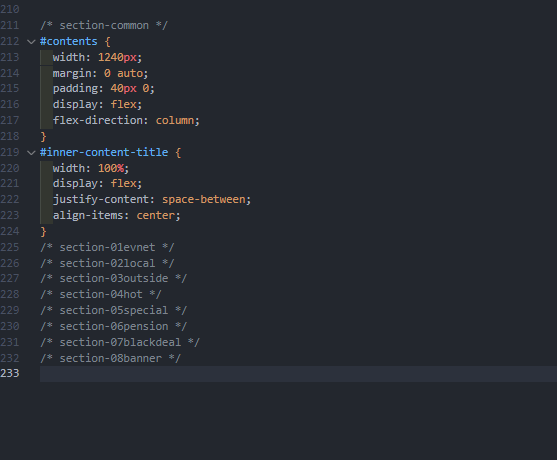 210
211 /* section-common */
212 #contents {
213 width: 1240px;
214 margin: 0 auto;
215 padding: 40px 0;
216 display: flex;
217 flex-direction: column;
218 }
219 #inner-content-title {
220 width: 100%;
221 display: flex;
222 justify-content: space-between;
223 align-items: center;
224 }
225 /* section-01evnet */
226 /* section-02local */
227 /* section-03outside */
228 /* section-04hot */
229 /* section-05special */
230 /* section-06pension */
231 /* section-07blackdeal */
232 /* section-08banner */
233